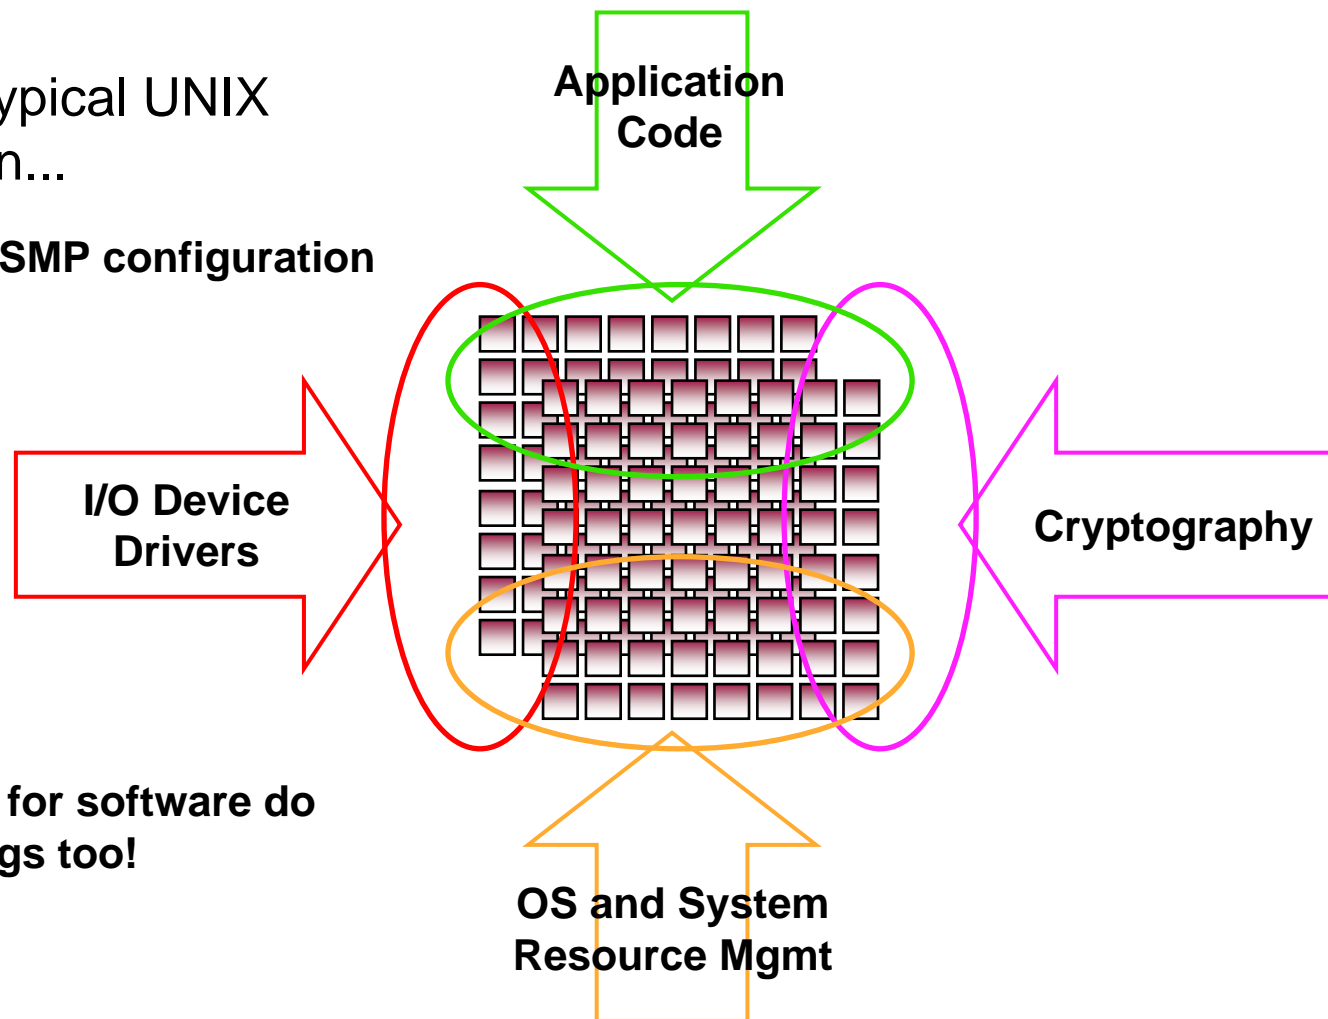 ypical UNIX
n...
SMP configuration
Application
Code
I/O Device
Drivers
Cryptography
for software do
gs too!
OS and System
Resource Mgmt